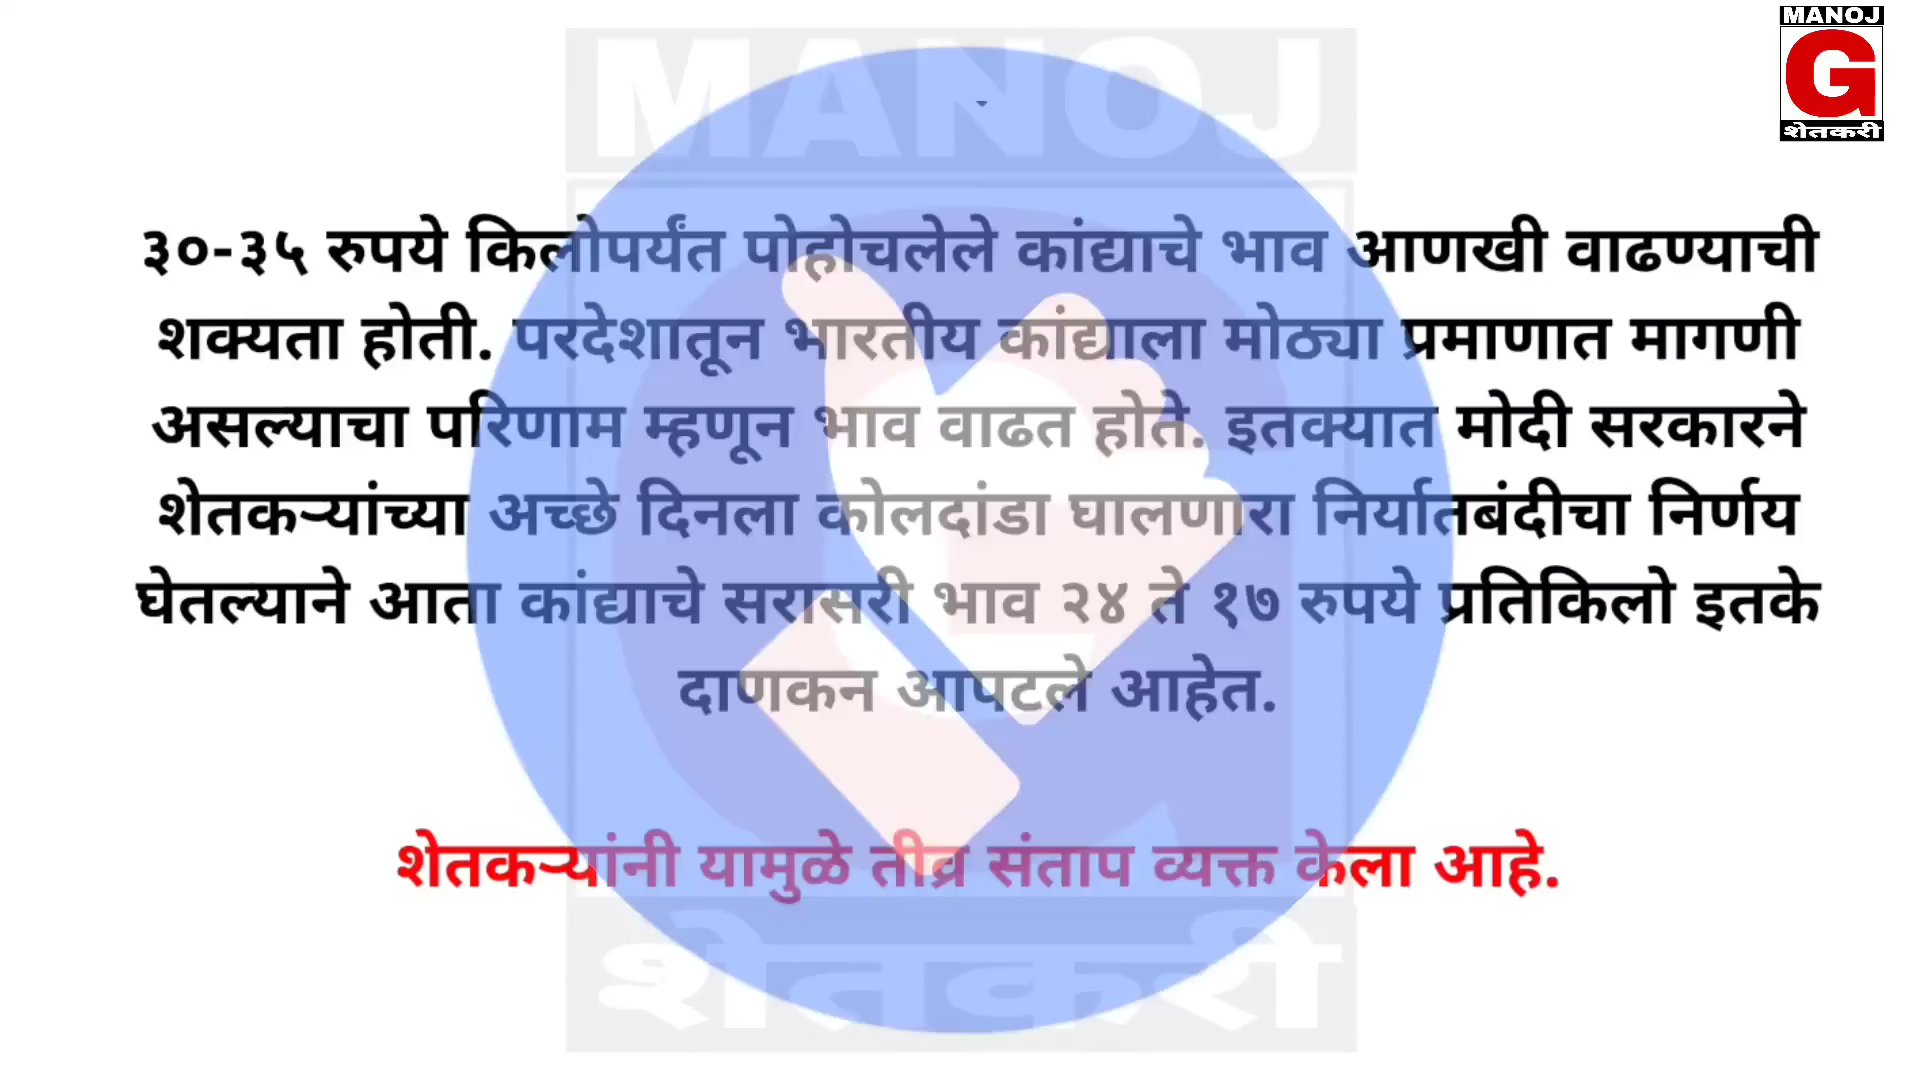 MANOJ
G
शेतकरी
MANOJ
३०-३५ रुपये किलोपर्यंत पोहोचलेले कांद्याचे भाव आणखी वाढण्याची
शक्यता होती. परदेशातून भारतीय कांद्याला मोठ्या प्रमाणात मागणी
असल्याचा परिणाम म्हणून भाव वाढत होते. इतक्यात मोदी सरकारने
शेतकऱ्यांच्या अच्छे दिनला कोलदांडा घालणारा निर्यातबंदीचा निर्णय
घेतल्याने आता कांद्याचे सरासरी भाव २४ ते १७ रुपये प्रतिकिलो इतके
दाणकन आपटले आहेत.
शेतकऱ्यांनी यामुळे तीव्र संताप व्यक्त केला आहे.
शेतकरी